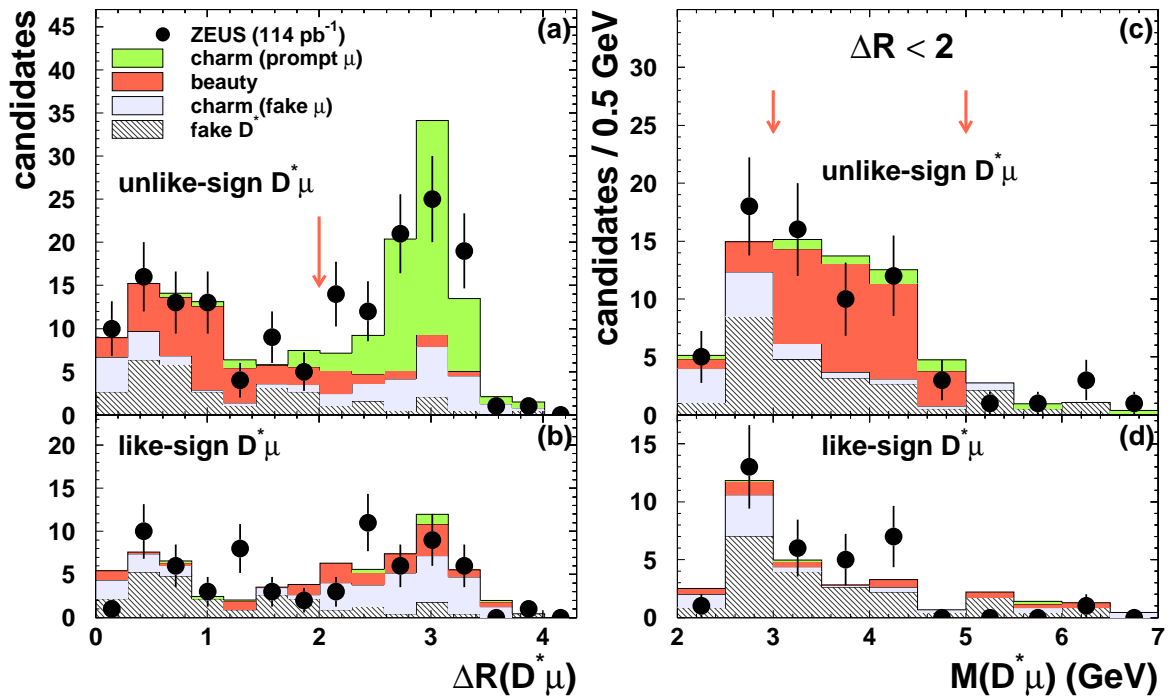 candidates
45
40
35
30
25
20
15
10
5
0
(a)
ZEUS (114 pb⁻¹)
charm (prompt μ)
beauty
charm (fake μ)
fake D*
unlike-sign D*μ
20
15
10
5
0
(b)
like-sign D*μ
0 1 2 3 4
ΔR(D*μ)
candidates / 0.5 GeV
30
25
20
15
10
5
0
(c)
ΔR < 2
unlike-sign D*μ
15
10
5
0
(d)
like-sign D*μ
2 3 4 5 6 7
M(D*μ) (GeV)